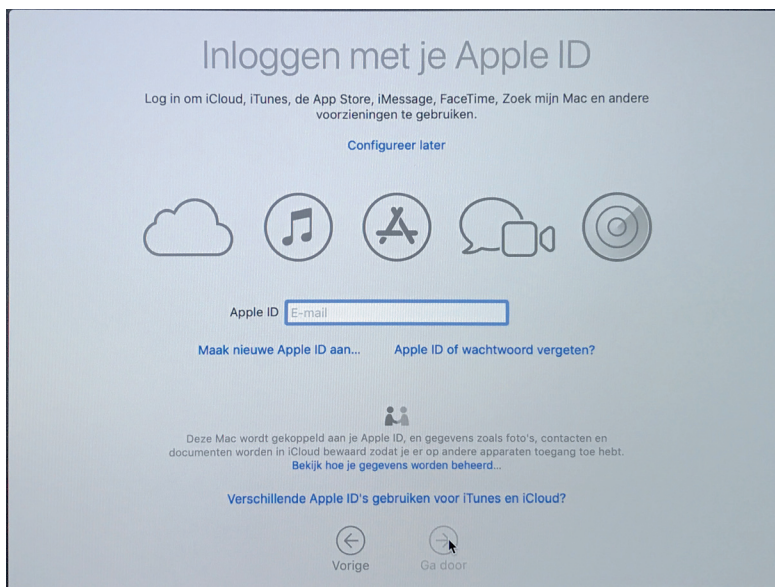 Inloggen met je Apple ID
Log in om iCloud, iTunes, de App Store, iMessage, FaceTime, Zoek mijn Mac en andere
voorzieningen te gebruiken.
Configureer later
Apple ID E-mail
Maak nieuwe Apple ID aan... Apple ID of wachtwoord vergeten?
Deze Mac wordt gekoppeld aan je Apple ID, en gegevens zoals foto's, contacten en
documenten worden in iCloud bewaard zodat je er op andere apparaten toegang toe hebt.
Bekijk hoe je gegevens worden beheerd...
Verschillende Apple ID's gebruiken voor iTunes en iCloud?
Vorige Ga door